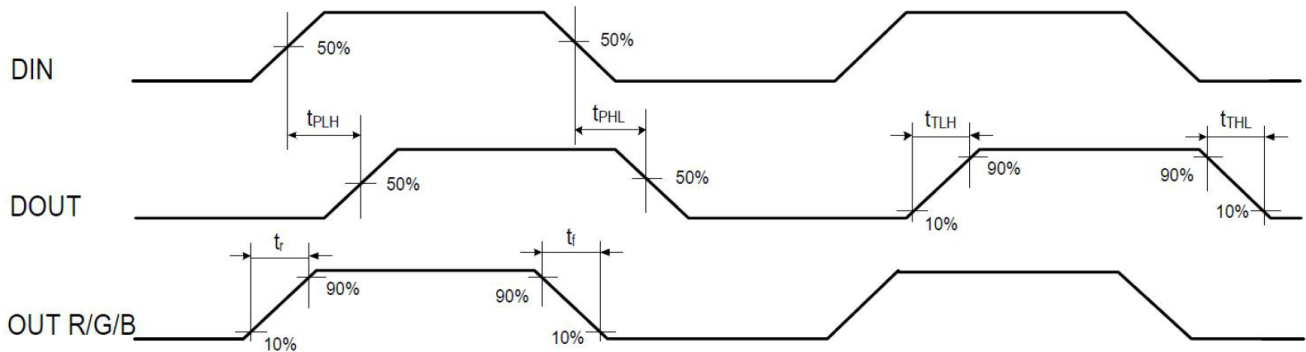 DIN
50%
50%
tPLH
tPHL
tTLH
tTHL
DOUT
50%
50%
90%
10%
90%
10%
tr
tf
OUT R/G/B
90%
10%
90%
10%